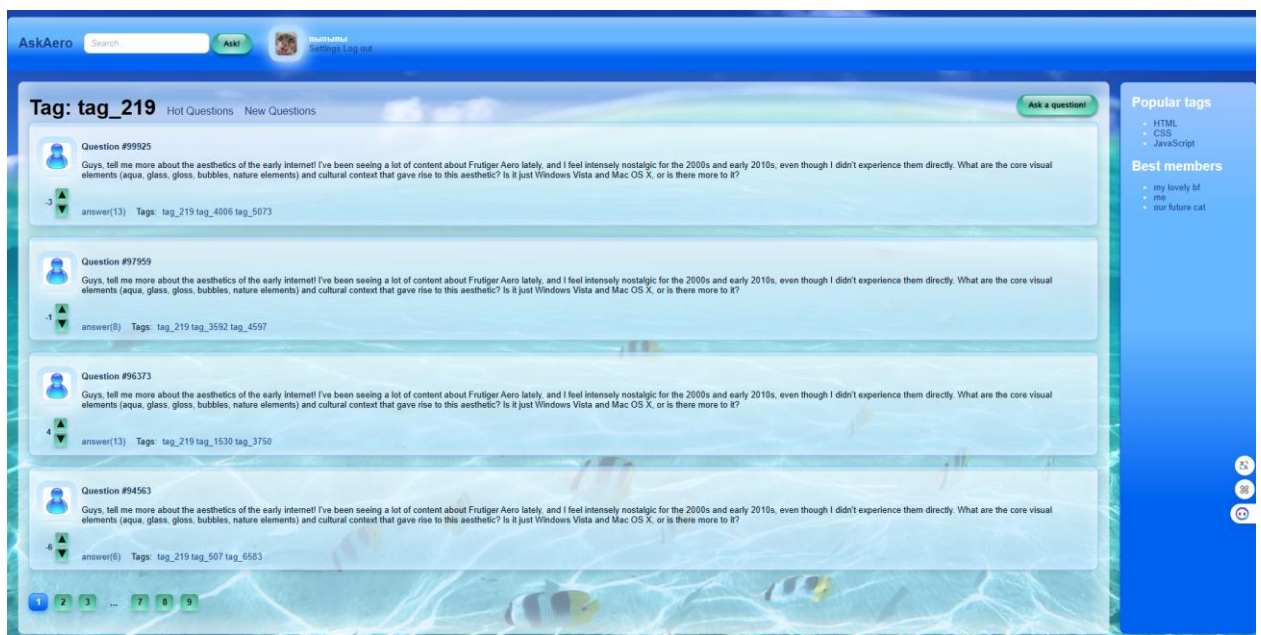 AskAero
Search...
Ask!
Settings Log out
Tag: tag_219 Hot Questions New Questions
Ask a question!
Question #99925
Guys, tell me more about the aesthetics of the early internet! I've been seeing a lot of content about Frutiger Aero lately, and I feel intensely nostalgic for the 2000s and early 2010s, even though I didn't experience them directly. What are the core visual
elements (aqua, glass, gloss, bubbles, nature elements) and cultural context that gave rise to this aesthetic? Is it just Windows Vista and Mac OS X, or is there more to it?
-3 ▲
▼
answer(13) Tags: tag_219 tag_4006 tag_5073
Question #97959
Guys, tell me more about the aesthetics of the early internet! I've been seeing a lot of content about Frutiger Aero lately, and I feel intensely nostalgic for the 2000s and early 2010s, even though I didn't experience them directly. What are the core visual
elements (aqua, glass, gloss, bubbles, nature elements) and cultural context that gave rise to this aesthetic? Is it just Windows Vista and Mac OS X, or is there more to it?
-1 ▲
▼
answer(8) Tags: tag_219 tag_3592 tag_4597
Question #96373
Guys, tell me more about the aesthetics of the early internet! I've been seeing a lot of content about Frutiger Aero lately, and I feel intensely nostalgic for the 2000s and early 2010s, even though I didn't experience them directly. What are the core visual
elements (aqua, glass, gloss, bubbles, nature elements) and cultural context that gave rise to this aesthetic? Is it just Windows Vista and Mac OS X, or is there more to it?
4 ▲
▼
answer(13) Tags: tag_219 tag_1530 tag_3750
Question #94563
Guys, tell me more about the aesthetics of the early internet! I've been seeing a lot of content about Frutiger Aero lately, and I feel intensely nostalgic for the 2000s and early 2010s, even though I didn't experience them directly. What are the core visual
elements (aqua, glass, gloss, bubbles, nature elements) and cultural context that gave rise to this aesthetic? Is it just Windows Vista and Mac OS X, or is there more to it?
-6 ▲
▼
answer(6) Tags: tag_219 tag_507 tag_6583
1 2 3 ... 7 8 9
Popular tags
HTML
CSS
JavaScript
Best members
my lovely bf
me
our future cat